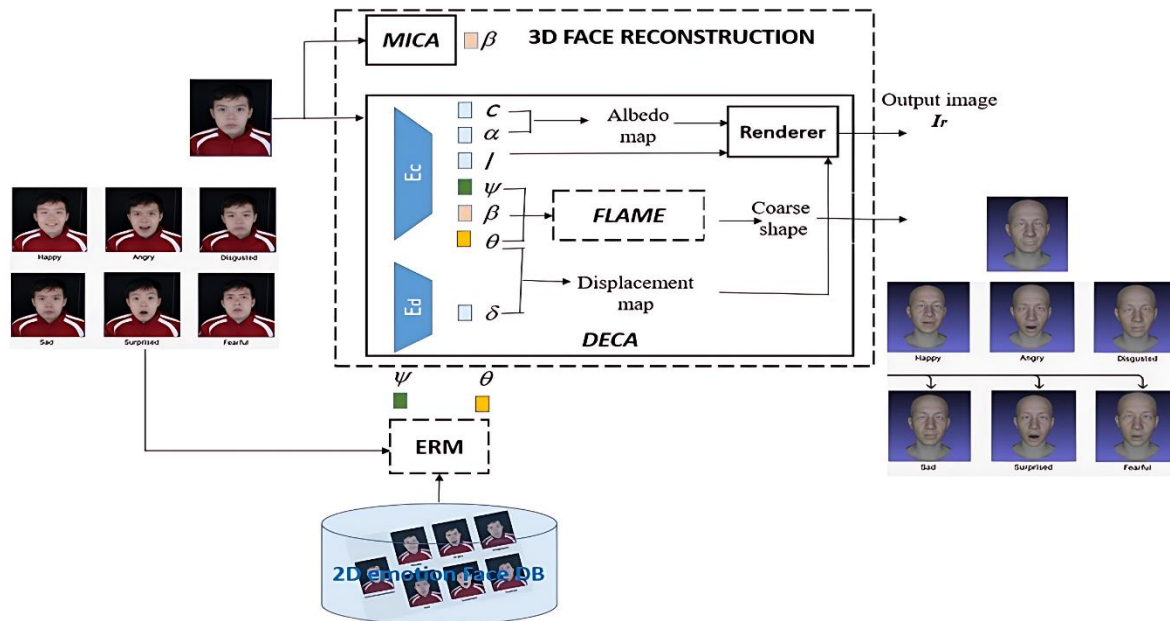 MICA
β
3D FACE RECONSTRUCTION
Ec
c
α
l
ψ
β
θ
Albedo
map
Renderer
Output image
Ir
FLAME
Coarse
shape
Ed
δ
Displacement
map
DECA
Happy
Angry
Disgusted
Sad
Surprised
Fearful
Happy
Angry
Disgusted
Sad
Surprised
Fearful
ψ
θ
ERM
2D emotion Face DB